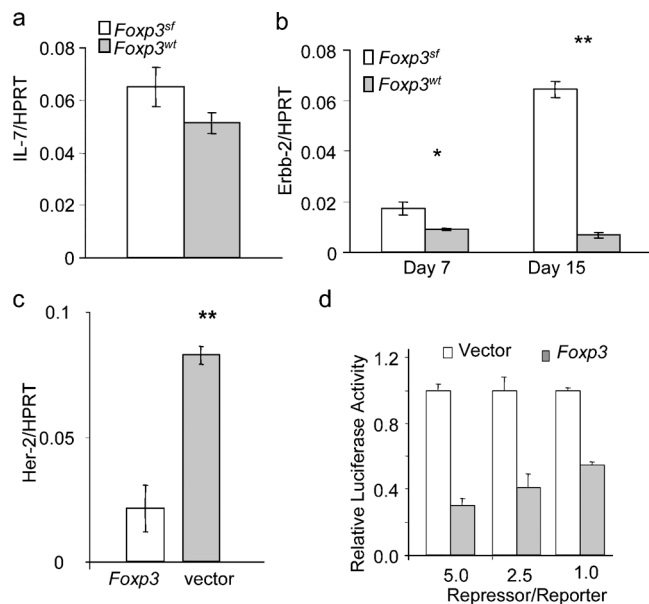 a
Foxp3sf
Foxp3wt
IL-7/HPRT
0.08
0.06
0.04
0.02
0
b
Foxp3sf
Foxp3wt
Erbb-2/HPRT
0.08
0.06
0.04
0.02
0
*
**
Day 7
Day 15
c
Her-2/HPRT
0.1
0.05
0
**
Foxp3
vector
d
Vector
Foxp3
Relative Luciferase Activity
1.2
0.8
0.4
0.0
5.0
2.5
1.0
Repressor/Reporter